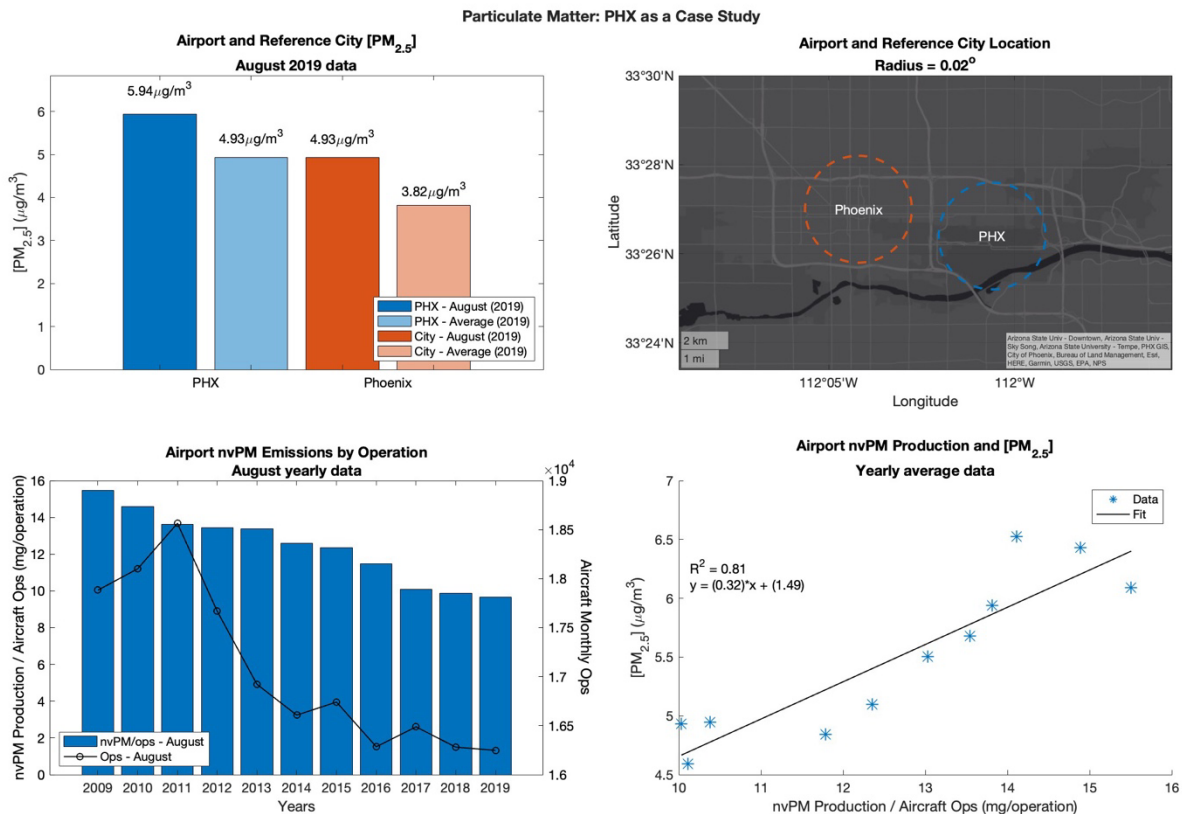 Particulate Matter: PHX as a Case Study
Airport and Reference City [PM2.5]
August 2019 data
5.94μg/m3
4.93μg/m3
4.93μg/m3
3.82μg/m3
6
5
4
3
2
1
0
[PM2.5] (μg/m3)
PHX - August (2019)
PHX - Average (2019)
City - August (2019)
City - Average (2019)
PHX
Phoenix
Airport and Reference City Location
Radius = 0.02o
33°30'N
33°28'N
33°26'N
33°24'N
Latitude
Phoenix
PHX
2 km
1 mi
Arizona State Univ - Downtown, Arizona State Univ -
Sky Song, Arizona State University - Tempe, PHX GIS,
City of Phoenix, Bureau of Land Management, Esri,
HERE, Garmin, USGS, EPA, NPS
112°05'W
112°W
Longitude
Airport nvPM Emissions by Operation
August yearly data
×10^4
16
14
12
10
8
6
4
2
0
nvPM Production / Aircraft Ops (mg/operation)
1.9
1.85
1.8
1.75
1.7
1.65
1.6
Aircraft Monthly Ops
nvPM/ops - August
Ops - August
2009 2010 2011 2012 2013 2014 2015 2016 2017 2018 2019
Years
Airport nvPM Production and [PM2.5]
Yearly average data
7
6.5
6
5.5
5
4.5
[PM2.5] (μg/m3)
Data
Fit
R2 = 0.81
y = (0.32)*x + (1.49)
10 11 12 13 14 15 16
nvPM Production / Aircraft Ops (mg/operation)